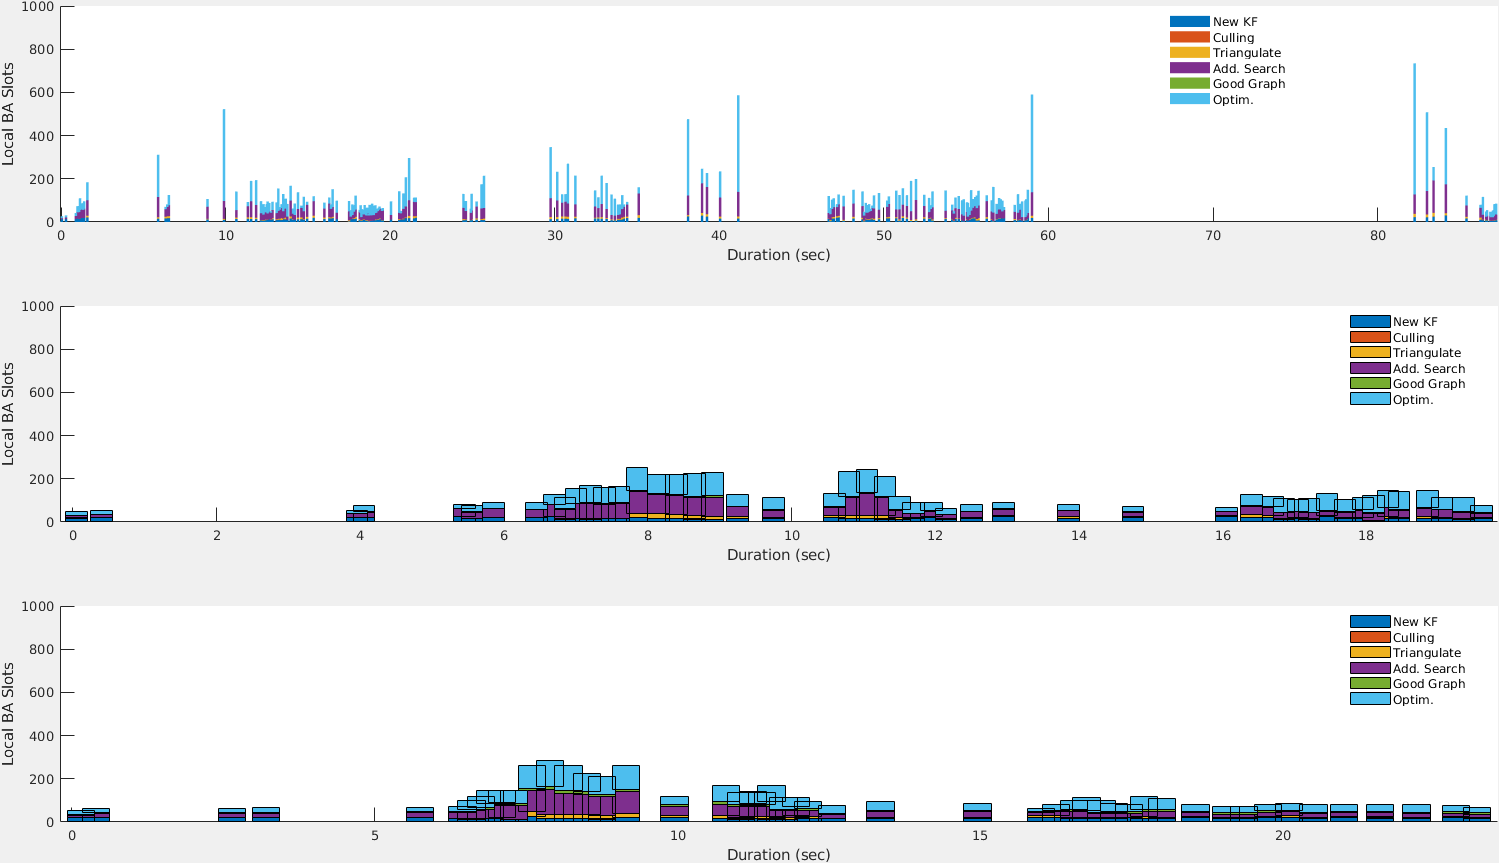 1000
800
600
400
200
0
Local BA Slots
New KF
Culling
Triangulate
Add. Search
Good Graph
Optim.
0 10 20 30 40 50 60 70 80
Duration (sec)
1000
800
600
400
200
0
Local BA Slots
New KF
Culling
Triangulate
Add. Search
Good Graph
Optim.
0 2 4 6 8 10 12 14 16 18
Duration (sec)
1000
800
600
400
200
0
Local BA Slots
New KF
Culling
Triangulate
Add. Search
Good Graph
Optim.
0 5 10 15 20
Duration (sec)